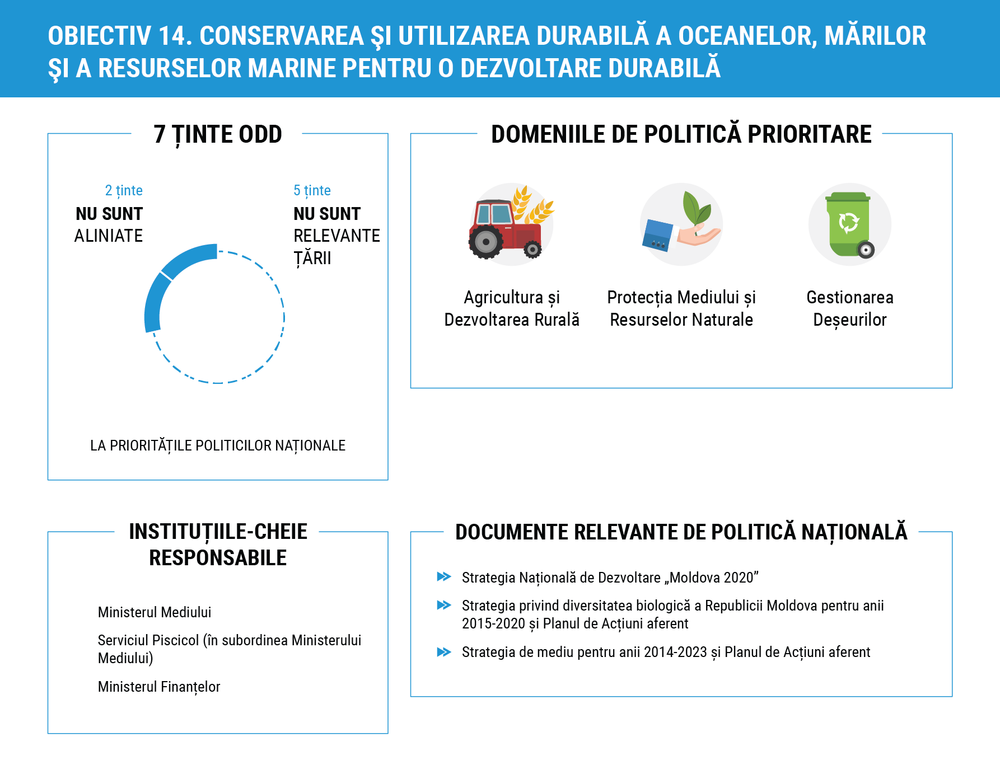 OBIECTIV 14. CONSERVAREA ŞI UTILIZAREA DURABILĂ A OCEANELOR, MĂRILOR
ŞI A RESURSELOR MARINE PENTRU O DEZVOLTARE DURABILĂ
7 ȚINTE ODD
2 ținte
NU SUNT
ALINIATE
5 ținte
NU SUNT
RELEVANTE
ȚĂRII
LA PRIORITĂȚILE POLITICILOR NAȚIONALE
DOMENIILE DE POLITICĂ PRIORITARE
Agricultura și
Dezvoltarea Rurală
Protecția Mediului și
Resurselor Naturale
Gestionarea
Deșeurilor
INSTITUȚIILE-CHEIE
RESPONSABILE
Ministerul Mediului
Serviciul Piscicol (în subordinea Ministerului
Mediului)
Ministerul Finanțelor
DOCUMENTE RELEVANTE DE POLITICĂ NAȚIONALĂ
Strategia Națională de Dezvoltare „Moldova 2020”
Strategia privind diversitatea biologică a Republicii Moldova pentru anii
2015-2020 și Planul de Acțiuni aferent
Strategia de mediu pentru anii 2014-2023 și Planul de Acțiuni aferent